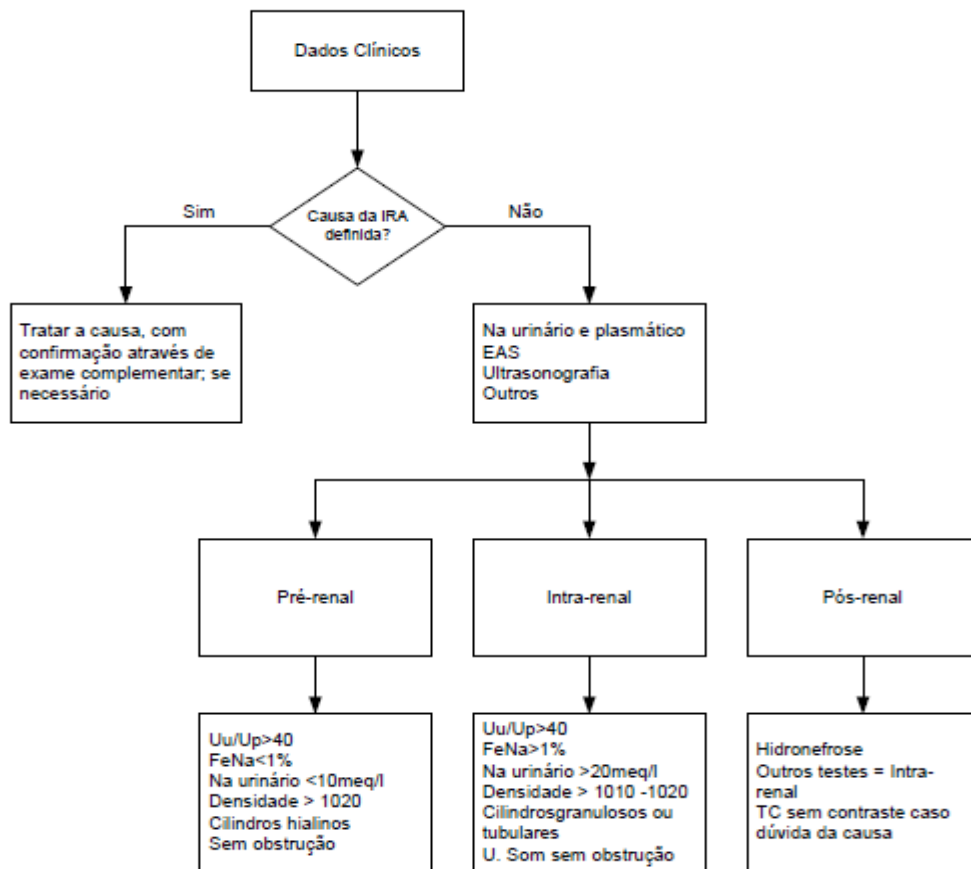 Dados Clínicos
Sim
Causa da IRA
definida?
Não
Tratar a causa, com
confirmação através de
exame complementar; se
necessário
Na urinário e plasmático
EAS
Ultrasonografia
Outros
Pré-renal
Intra-renal
Pós-renal
Uu/Up>40
FeNa<1%
Na urinário <10meq/l
Densidade > 1020
Cilindros hialinos
Sem obstrução
Uu/Up>40
FeNa>1%
Na urinário >20meq/l
Densidade > 1010 -1020
Cilindrosgranulosos ou
tubulares
U. Som sem obstrução
Hidronefrose
Outros testes = Intra-
renal
TC sem contraste caso
dúvida da causa